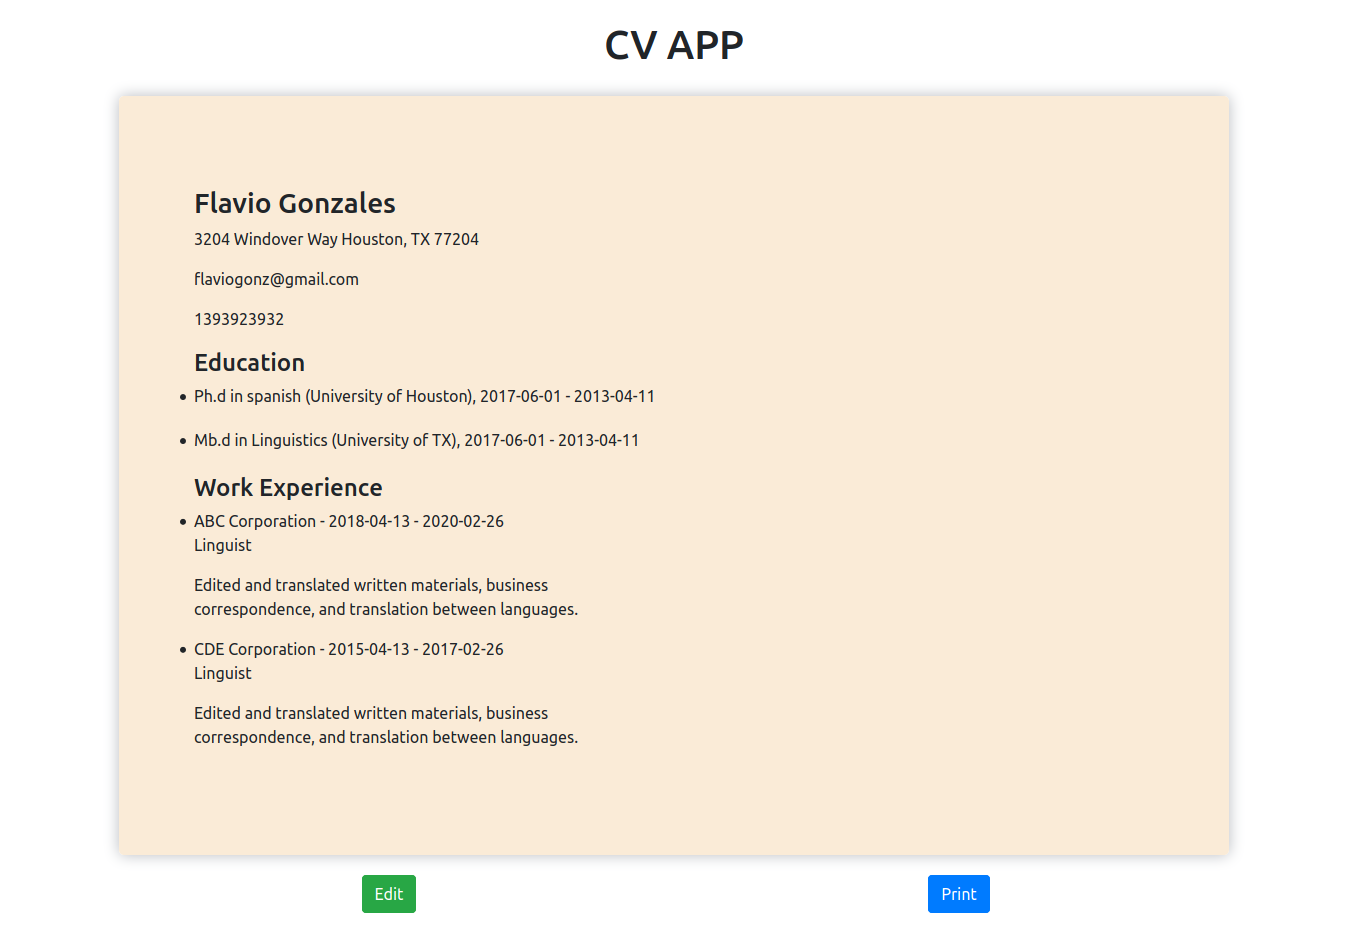 CV APP
Flavio Gonzales
3204 Windover Way Houston, TX 77204
flaviogonz@gmail.com
1393923932
Education
• Ph.d in spanish (University of Houston), 2017-06-01 - 2013-04-11
• Mb.d in Linguistics (University of TX), 2017-06-01 - 2013-04-11
Work Experience
• ABC Corporation - 2018-04-13 - 2020-02-26
Linguist
Edited and translated written materials, business
correspondence, and translation between languages.
• CDE Corporation - 2015-04-13 - 2017-02-26
Linguist
Edited and translated written materials, business
correspondence, and translation between languages.
Edit
Print